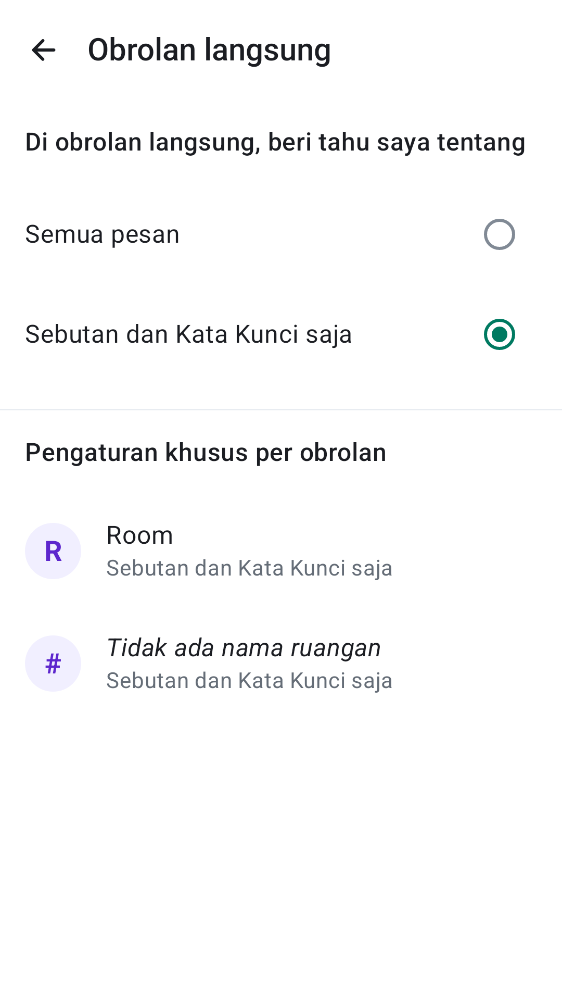 Obrolan langsung
Di obrolan langsung, beri tahu saya tentang
Semua pesan
Sebutan dan Kata Kunci saja
Pengaturan khusus per obrolan
R
Room
Sebutan dan Kata Kunci saja
#
Tidak ada nama ruangan
Sebutan dan Kata Kunci saja